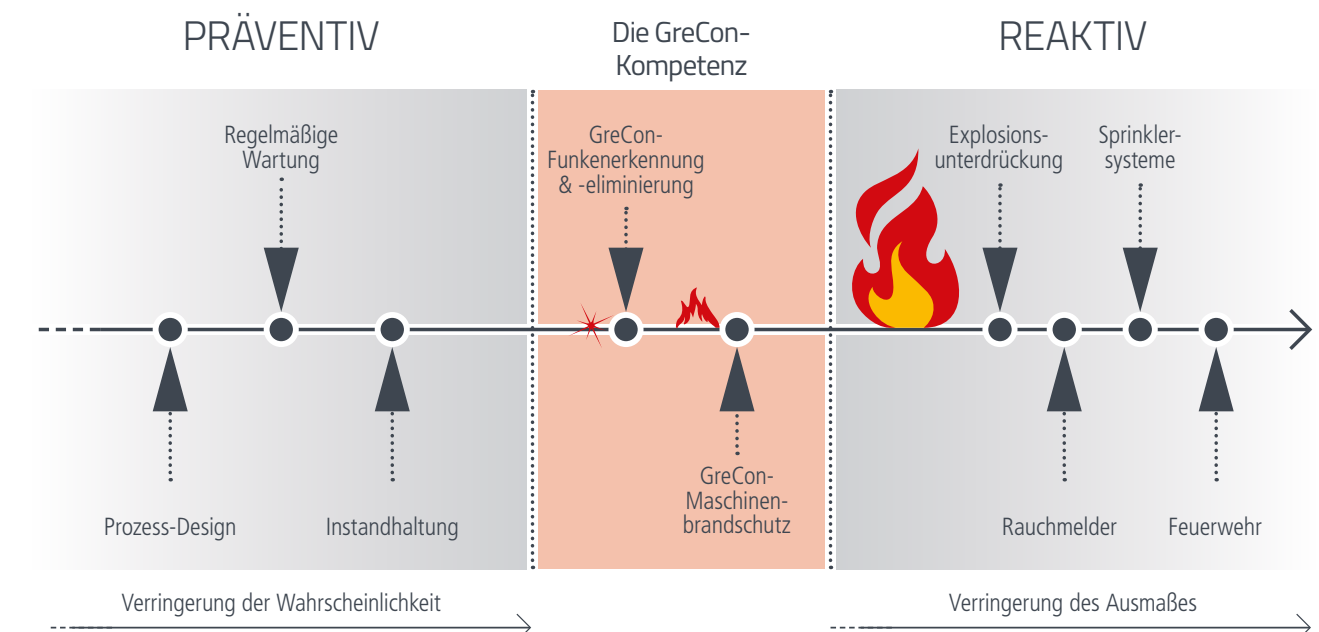 PRÄVENTIV
Die GreCon-
Kompetenz
REAKTIV
Regelmäßige
Wartung
GreCon-
Funkenerkennung
& -eliminierung
Explosions-
unterdrückung
Sprinkler-
systeme
Prozess-Design
Instandhaltung
GreCon-
Maschinen-
brandschutz
Rauchmelder
Feuerwehr
Verringerung der Wahrscheinlichkeit
Verringerung des Ausmaßes